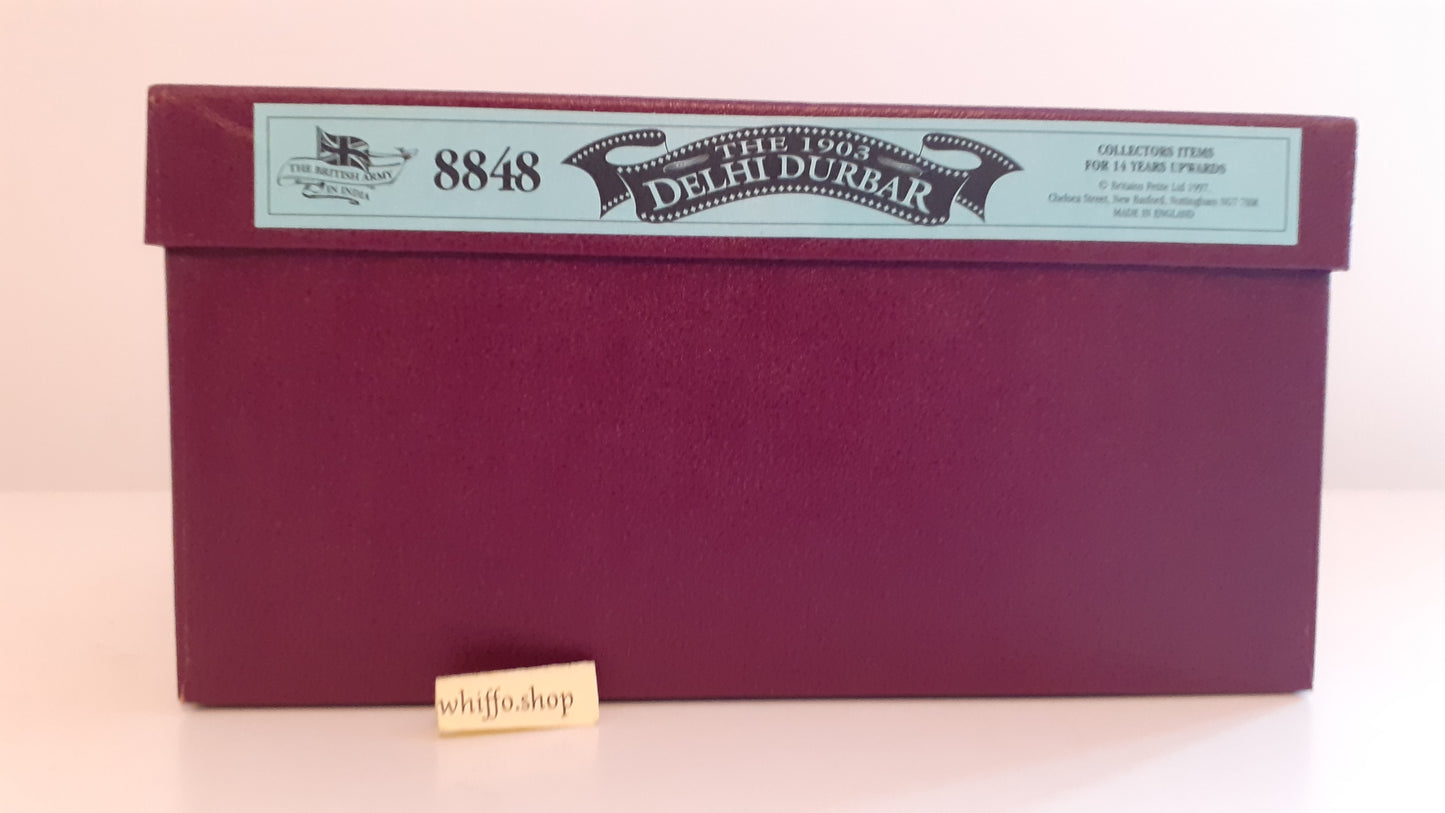 THE BRITISH ARMY
IN INDIA
8848
THE 1903
DELHI DURBAR
COLLECTORS ITEMS
FOR 14 YEARS UPWARDS
© Britains Petite Ltd 1997.
Chelsea Street, New Basford, Nottingham NG7
MADE IN ENGLAND
whiffo.shop